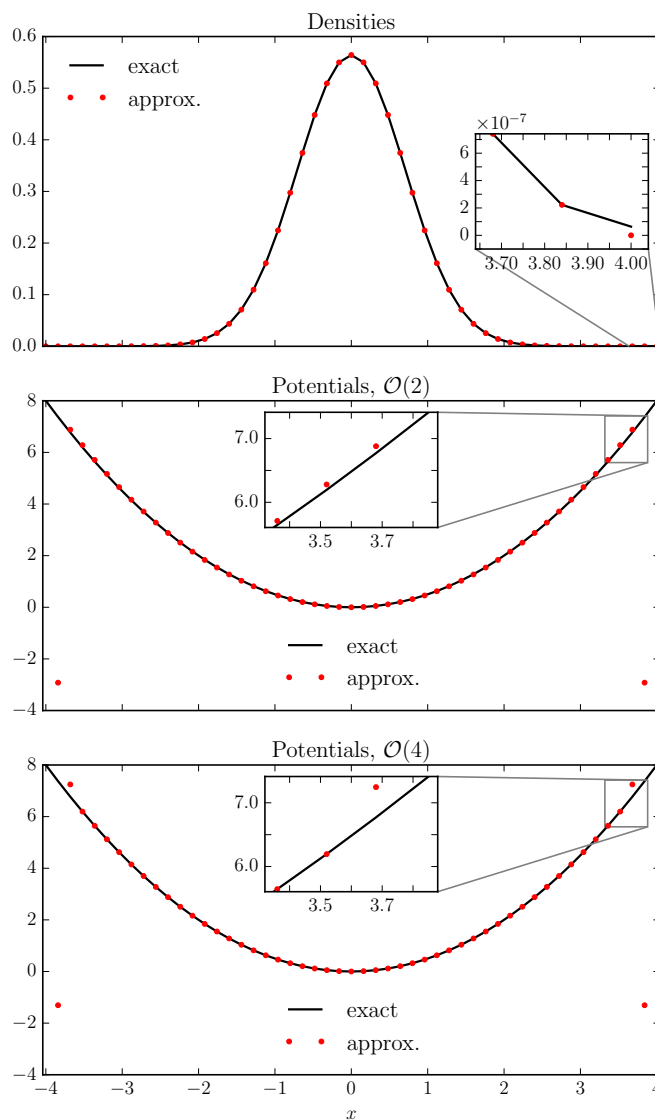 Densities
0.6
0.5
0.4
0.3
0.2
0.1
0.0
exact
approx.
×10⁻⁷
6
4
2
0
3.70 3.80 3.90 4.00
Potentials, 𝒪(2)
8
6
4
2
0
−2
−4
7.0
6.0
3.5 3.7
exact
approx.
Potentials, 𝒪(4)
8
6
4
2
0
−2
−4
7.0
6.0
3.5 3.7
exact
approx.
−4 −3 −2 −1 0 1 2 3 4
x